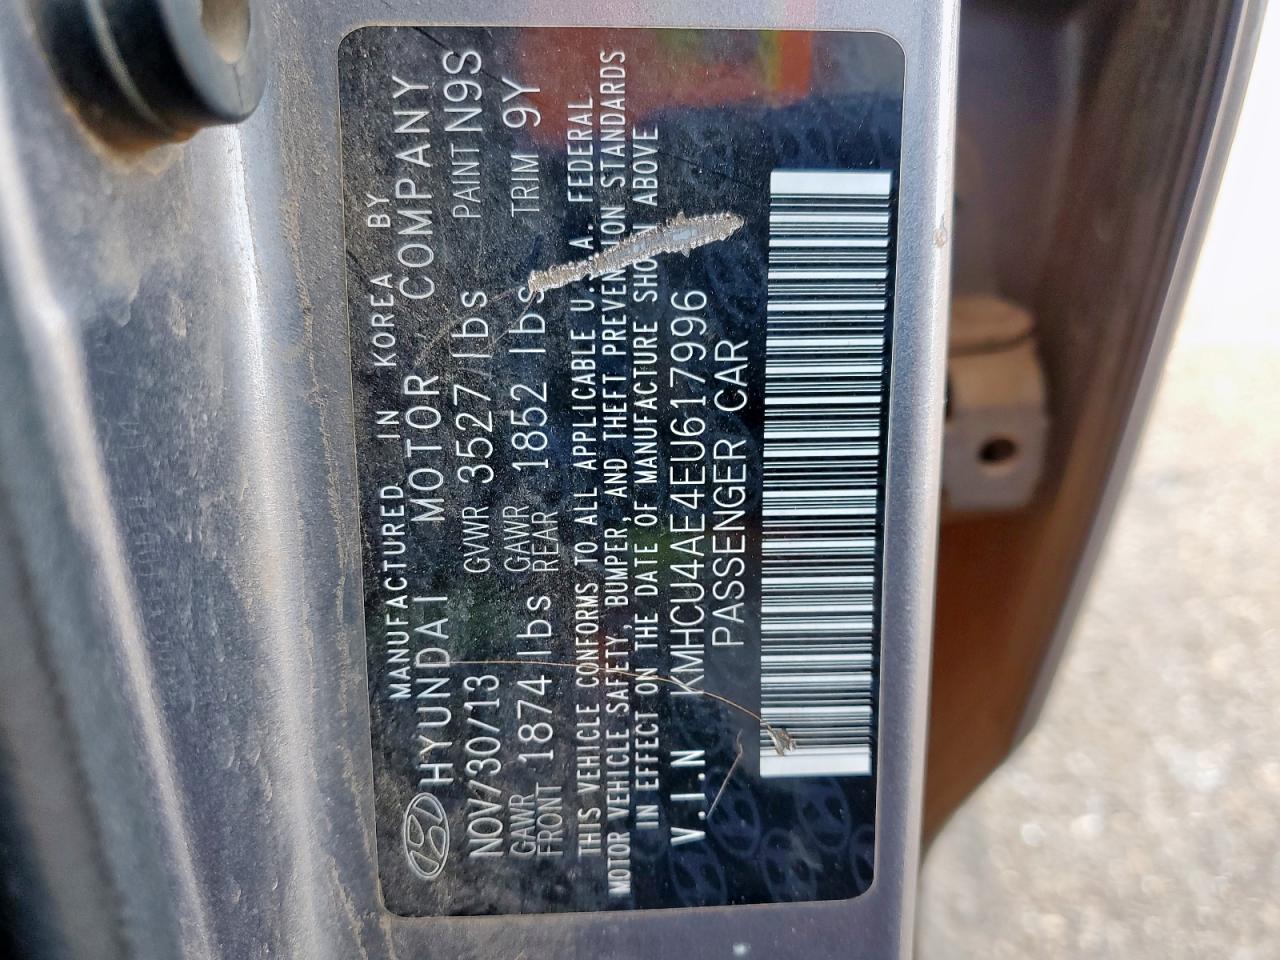 MANUFACTURED IN KOREA BY
HYUNDAI MOTOR COMPANY
NOV/30/13 GVWR 3527 lbs PAINT N9S
GAWR FRONT 1874 lbs GAWR REAR 1852 lbs TRIM 9Y
THIS VEHICLE CONFORMS TO ALL APPLICABLE U.S.A. FEDERAL
MOTOR VEHICLE SAFETY, BUMPER, AND THEFT PREVENTION STANDARDS
IN EFFECT ON THE DATE OF MANUFACTURE SHOWN ABOVE
V.I.N KMHCU4AE4EU617996
PASSENGER CAR